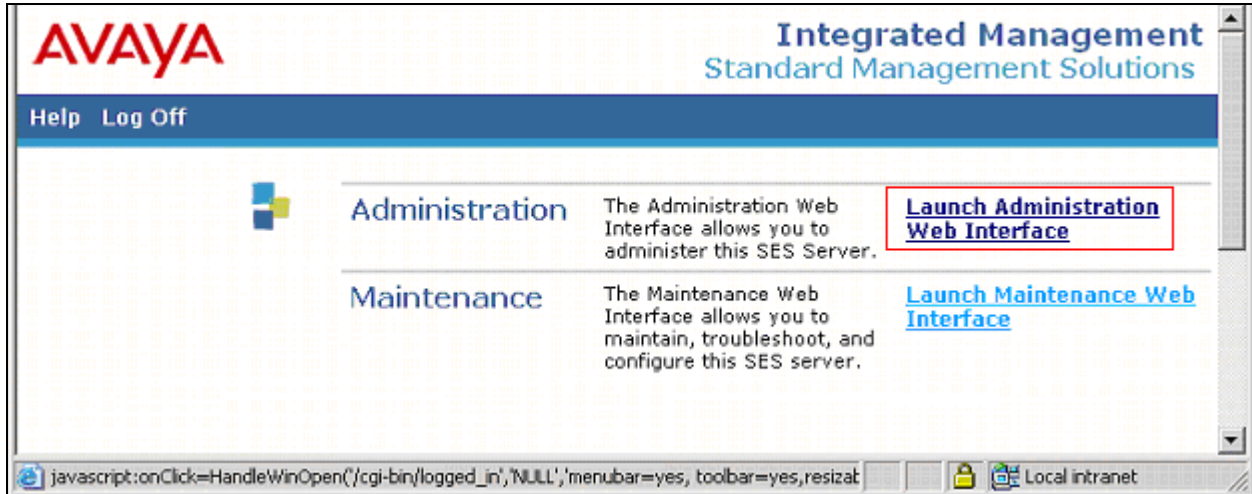 AVAYA
Integrated Management
Standard Management Solutions
Help Log Off
Administration
The Administration Web
Interface allows you to
administer this SES Server.
Launch Administration
Web Interface
Maintenance
The Maintenance Web
Interface allows you to
maintain, troubleshoot, and
configure this SES server.
Launch Maintenance Web
Interface
javascript:onClick=HandleWinOpen('/cgi-bin/logged_in','NULL','menubar=yes, toolbar=yes,resizat
Local intranet